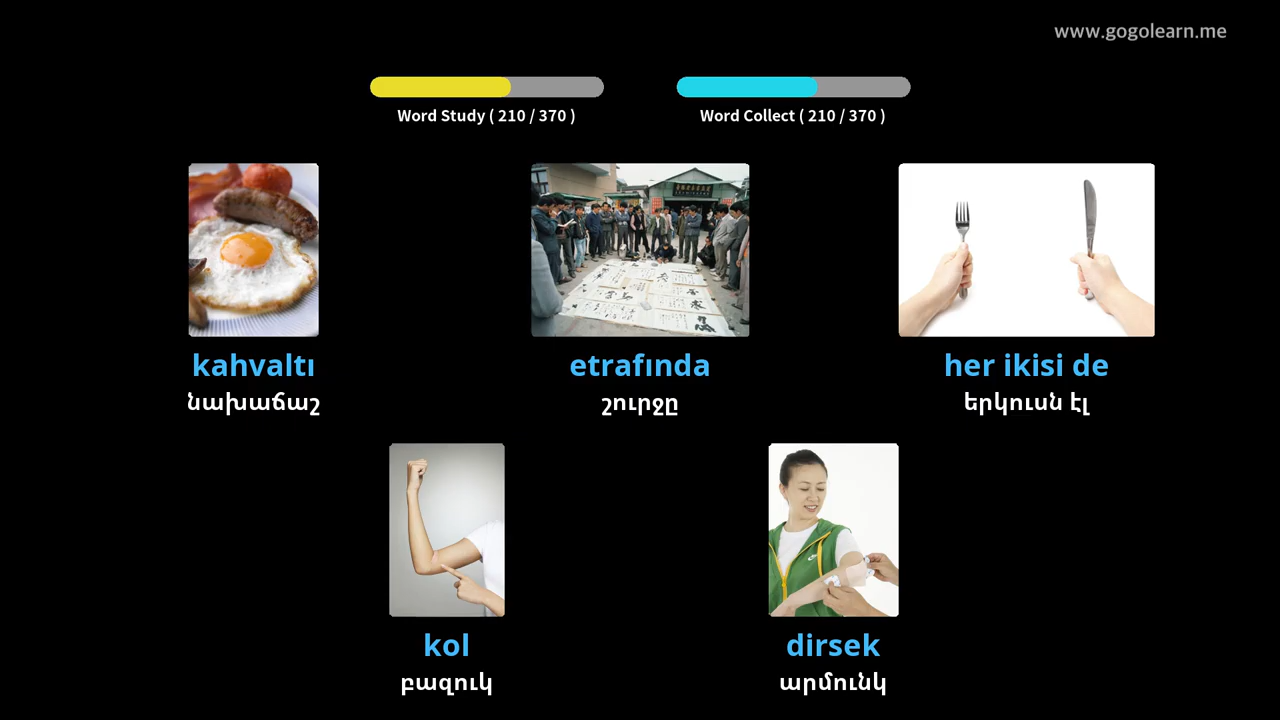 www.gogolearn.me
Word Study ( 210 / 370 )
Word Collect ( 210 / 370 )
kahvaltı
նախաճաշ
etrafında
շուրջը
her ikisi de
երկուսն էլ
kol
բազուկ
dirsek
արմունկ